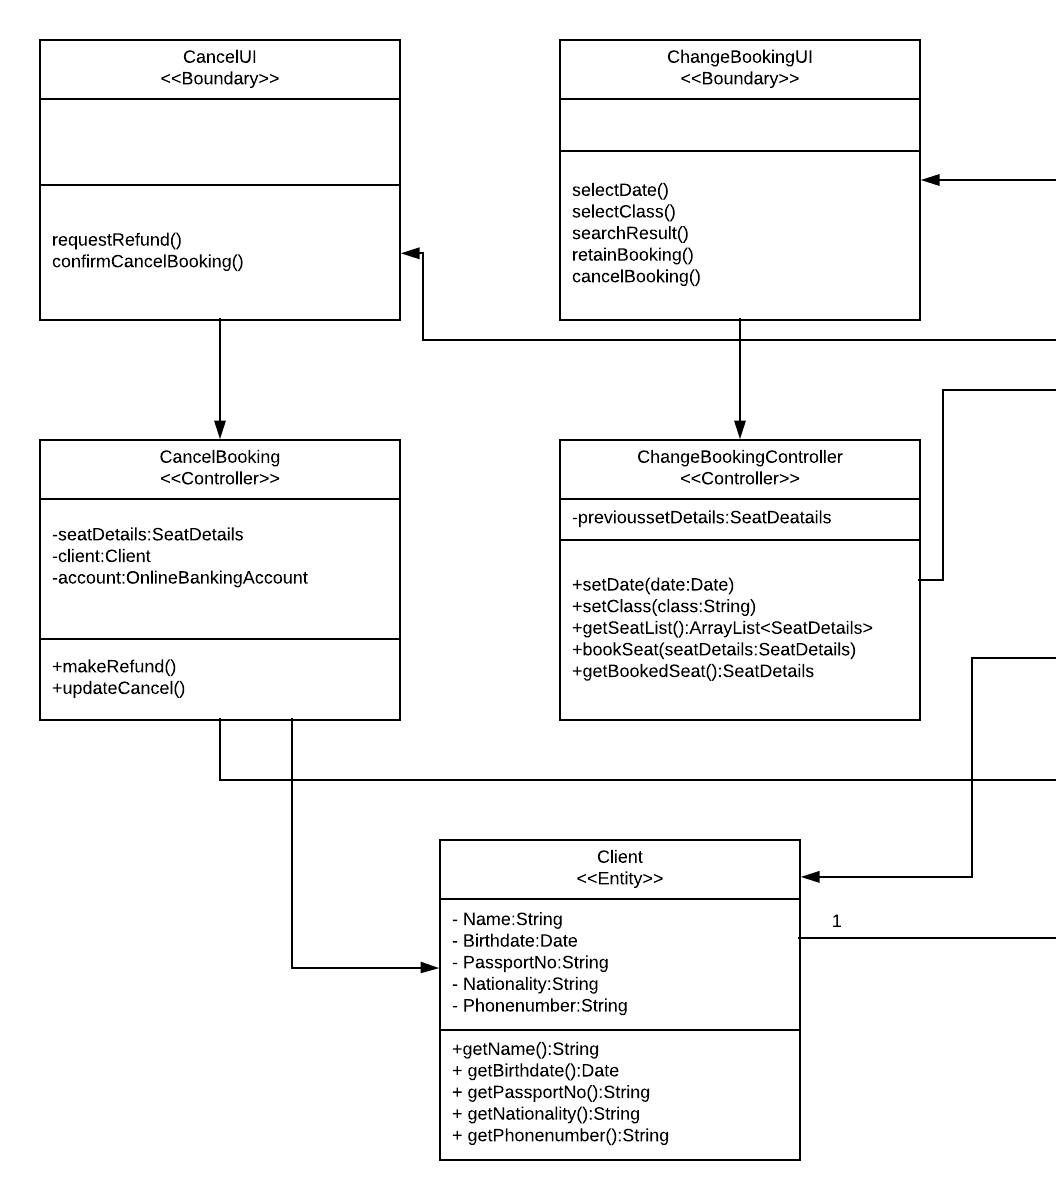 CancelUI
<<Boundary>>
requestRefund()
confirmCancelBooking()
ChangeBookingUI
<<Boundary>>
selectDate()
selectClass()
searchResult()
retainBooking()
cancelBooking()
CancelBooking
<<Controller>>
-seatDetails:SeatDetails
-client:Client
-account:OnlineBankingAccount
+makeRefund()
+updateCancel()
ChangeBookingController
<<Controller>>
-previoussetDetails:SeatDeatails
+setDate(date:Date)
+setClass(class:String)
+getSeatList():ArrayList<SeatDetails>
+bookSeat(seatDetails:SeatDetails)
+getBookedSeat():SeatDetails
Client
<<Entity>>
- Name:String
- Birthdate:Date
- PassportNo:String
- Nationality:String
- Phonenumber:String
+getName():String
+ getBirthdate():Date
+ getPassportNo():String
+ getNationality():String
+ getPhonenumber():String
1